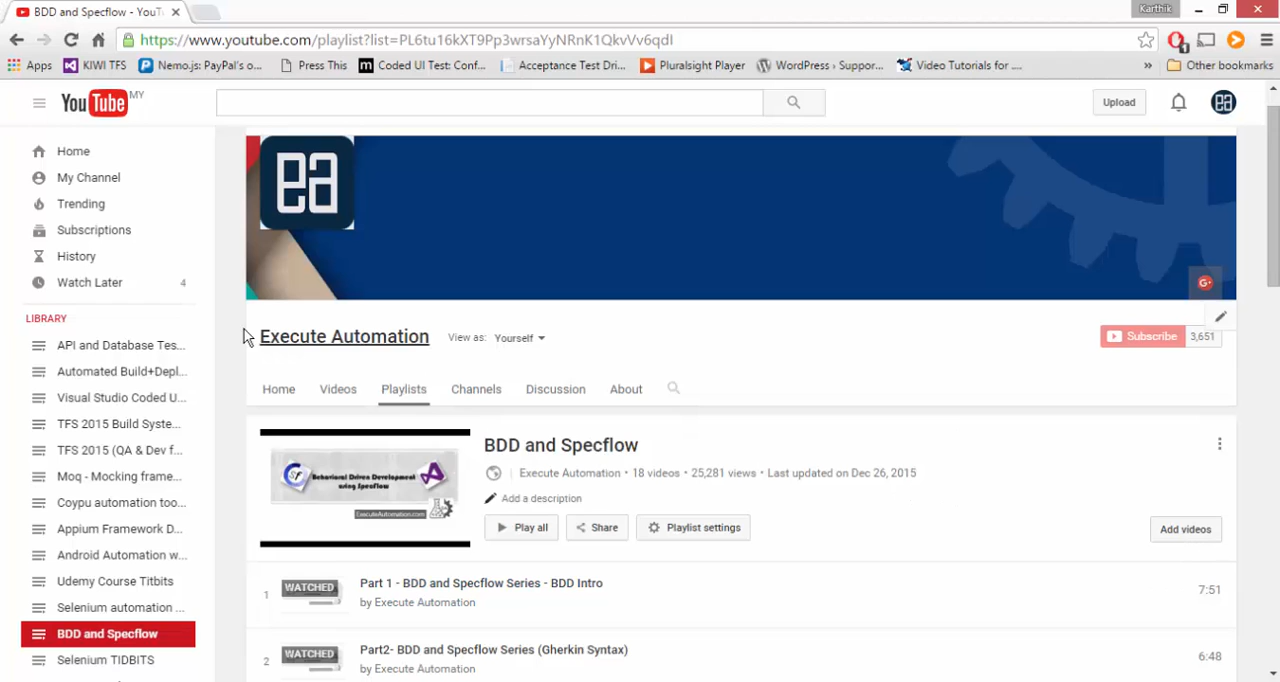 BDD and Specflow - YouT
Karthik
https://www.youtube.com/playlist?list=PL6tu16kXT9Pp3wrsaYyNRnK1QkvVv6qdI
Apps KIWI TFS Nemo.js: PayPal's o... Press This Coded UI Test: Conf... Acceptance Test Dri... Pluralsight Player WordPress › Suppor... Video Tutorials for .... » Other bookmarks
YouTube MY
Upload
ea
Home
My Channel
Trending
Subscriptions
History
Watch Later 4
LIBRARY
API and Database Tes...
Automated Build+Depl...
Visual Studio Coded U...
TFS 2015 Build Syste...
TFS 2015 (QA & Dev f...
Moq - Mocking frame...
Coypu automation too...
Appium Framework D...
Android Automation w...
Udemy Course Titbits
Selenium automation ...
BDD and Specflow
Selenium TIDBITS
ea
G+
Execute Automation View as: Yourself
Subscribe 3,651
Home Videos Playlists Channels Discussion About
SF Behavioral Driven Development
using Specflow
ExecuteAutomation.com
BDD and Specflow
Execute Automation • 18 videos • 25,281 views • Last updated on Dec 26, 2015
Add a description
Play all Share Playlist settings Add videos
1 WATCHED Part 1 - BDD and Specflow Series - BDD Intro 7:51
by Execute Automation
2 WATCHED Part2- BDD and Specflow Series (Gherkin Syntax) 6:48
by Execute Automation